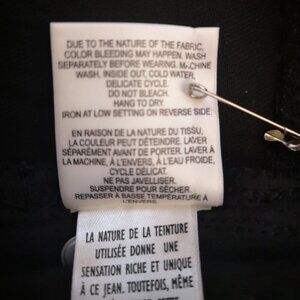 DUE TO THE NATURE OF THE FABRIC,
COLOR BLEEDING MAY HAPPEN. WASH
SEPARATELY BEFORE WEARING. MACHINE
WASH, INSIDE OUT, COLD WATER,
DELICATE CYCLE.
DO NOT BLEACH.
HANG TO DRY.
IRON AT LOW SETTING ON REVERSE SIDE.
EN RAISON DE LA NATURE DU TISSU,
LA COULEUR PEUT DÉTEINDRE. LAVER
SÉPARÉMENT AVANT DE PORTER. LAVER À
LA MACHINE, À L'ENVERS, À L'EAU FROIDE,
CYCLE DÉLICAT.
NE PAS JAVELLISER.
SUSPENDRE POUR SÉCHER.
REPASSER À BASSE TEMPÉRATURE À
L'ENVERS
LA NATURE DE LA TEINTURE
UTILISÉE DONNE UNE
SENSATION RICHE ET UNIQUE
À CE JEAN. TOUTEFOIS, MÊME